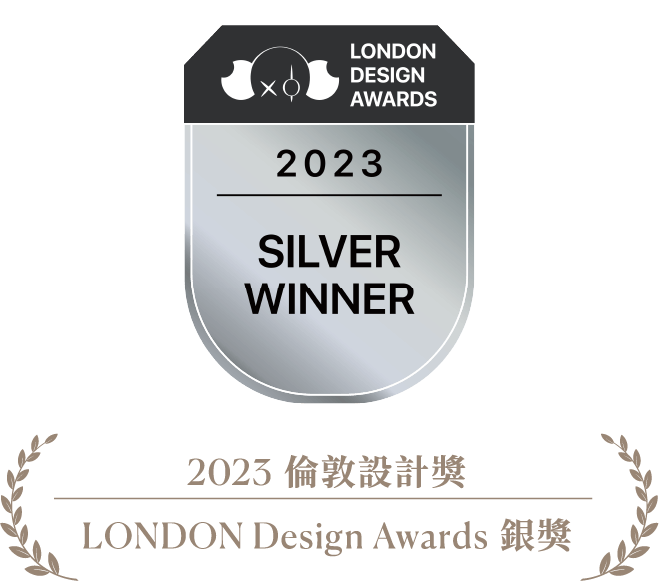 LONDON
DESIGN
AWARDS
2023
SILVER
WINNER
2023 倫敦設計獎
LONDON Design Awards 銀獎